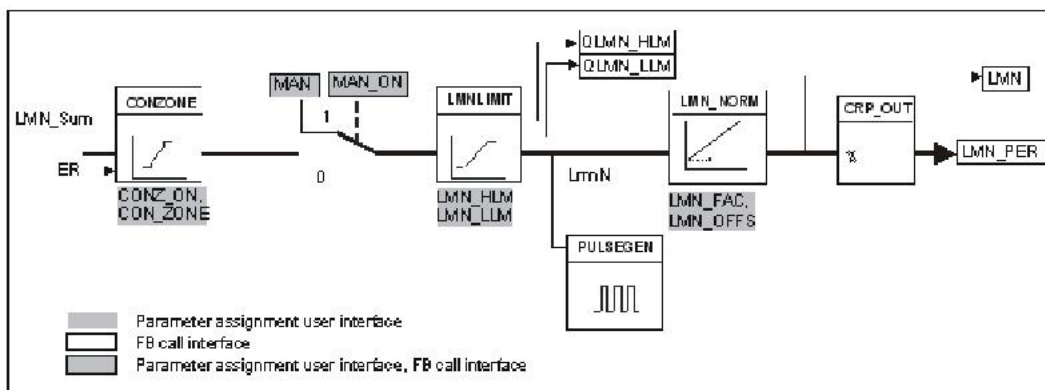 QLMN_HLM
QLMN_LLM
MAN
MAN_ON
LMN
CONZONE
LMNLIMIT
LMN_NORM
CRP_OUT
LMN_Sum
1
ER
0
LmnN
%
LMN_PER
CONZ_ON,
CON_ZONE
LMN_HLM
LMN_LLM
LMN_FAC,
LMN_OFFS
PULSEGEN
Parameter assignment user interface
FB call interface
Parameter assignment user interface, FB call interface